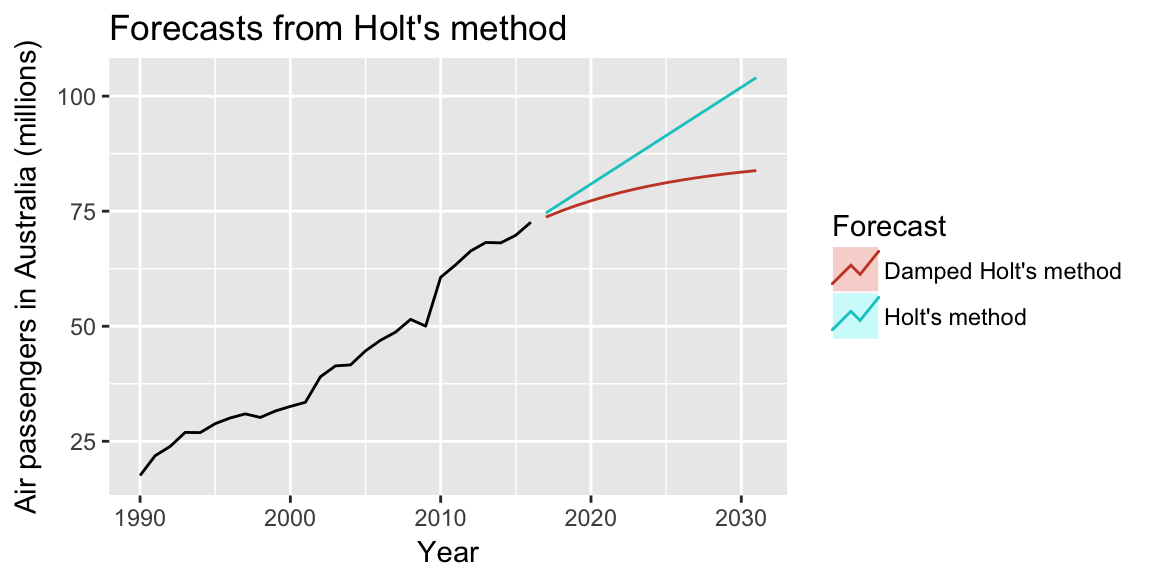 Forecasts from Holt's method
Air passengers in Australia (millions)
100
75
50
25
1990 2000 2010 2020 2030
Year
Forecast
Damped Holt's method
Holt's method